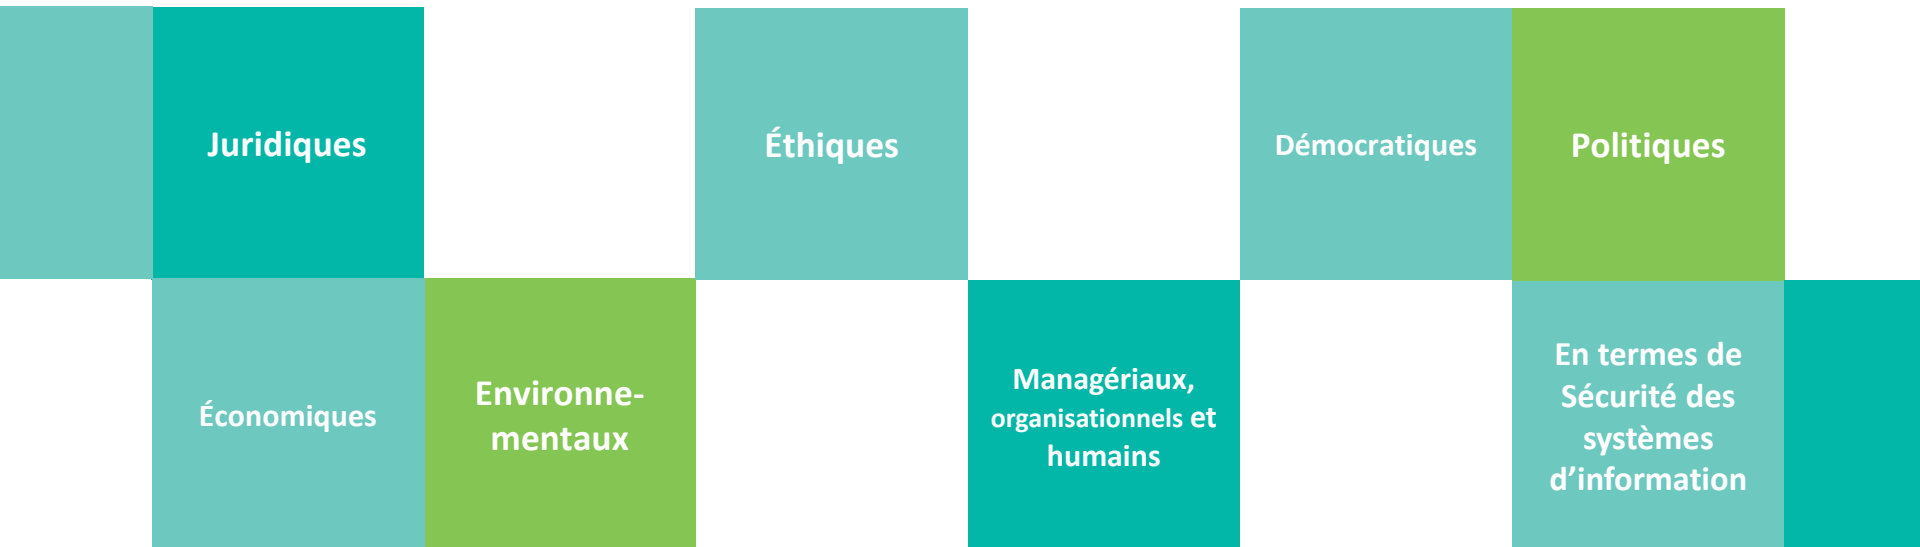 Juridiques
Éthiques
Démocratiques
Politiques
Économiques
Environne-
mentaux
Managériaux,
organisationnels et
humains
En termes de
Sécurité des
systèmes
d’information